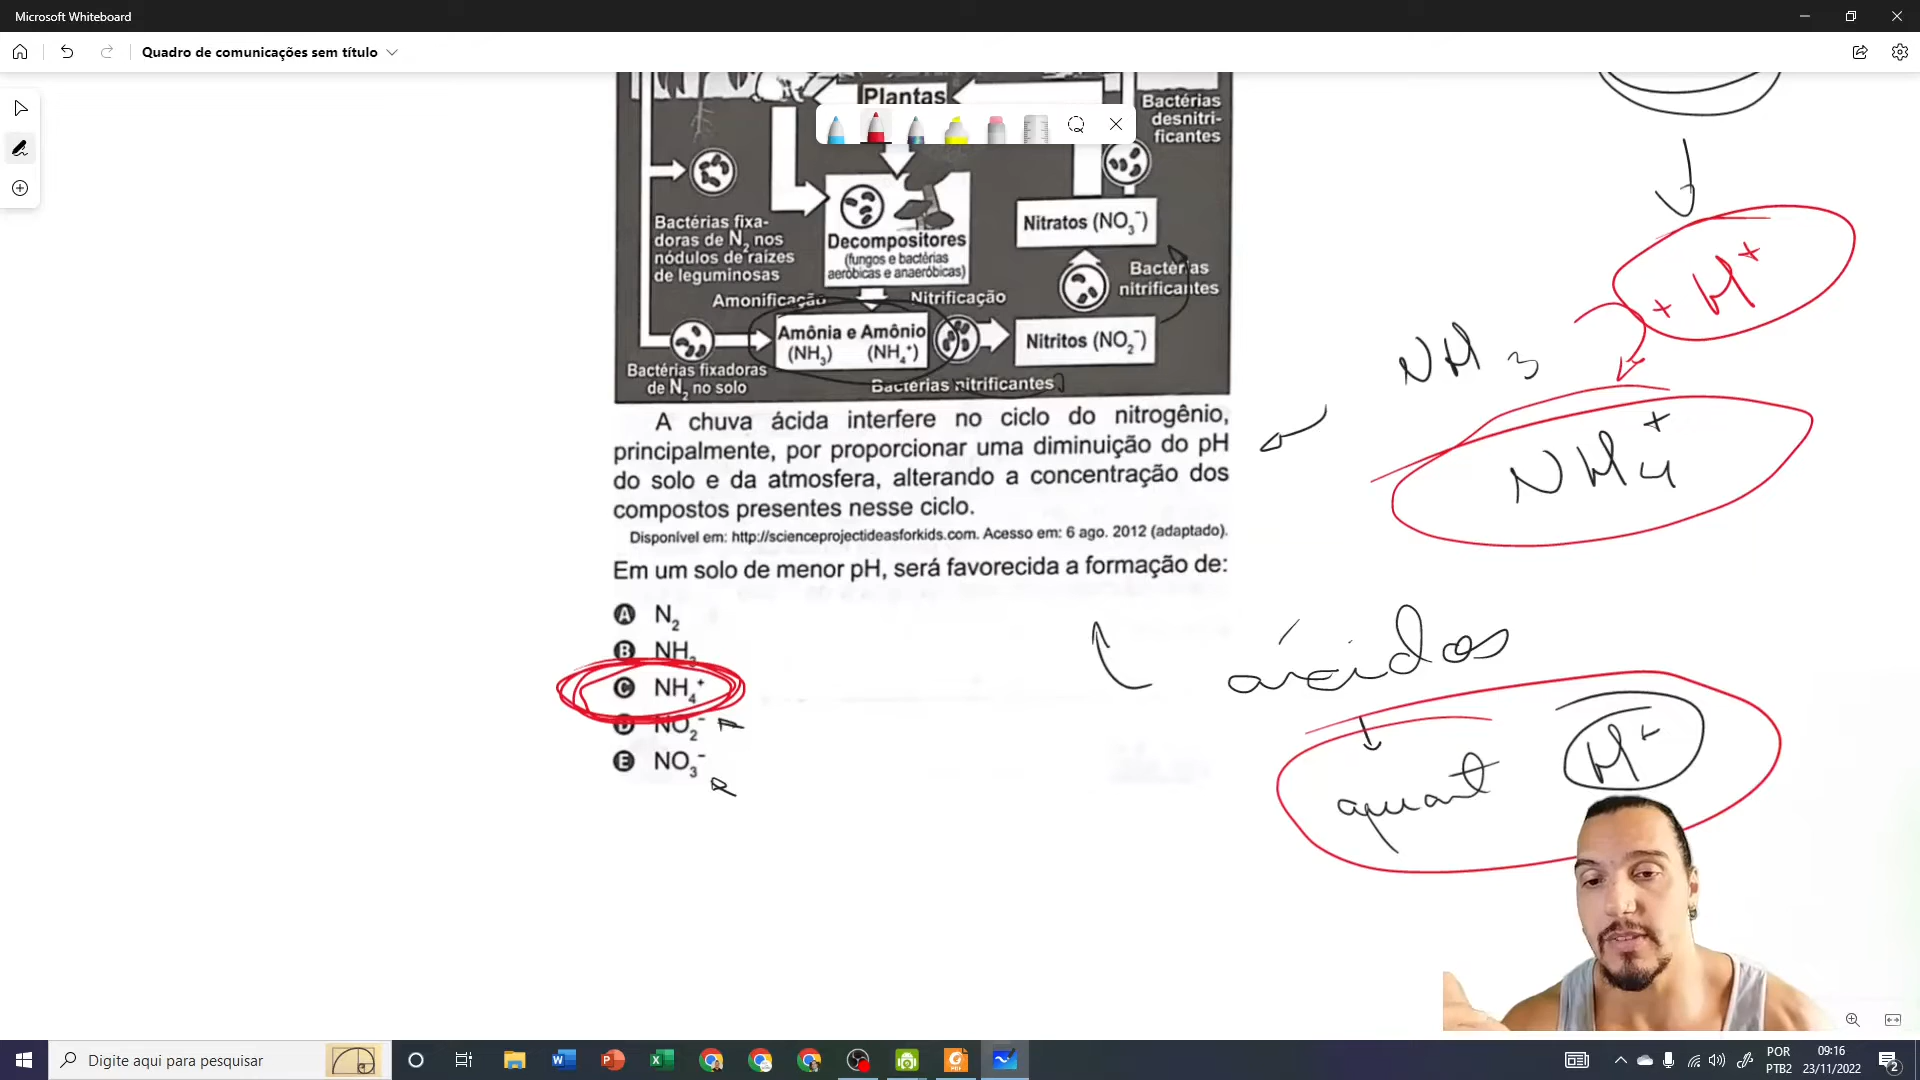 Microsoft Whiteboard
Quadro de comunicações sem título
Plantas
Bactérias
desnitri-
ficantes
Bactérias fixa-
doras de N2 nos
nódulos de raízes
de leguminosas
Decompositores
(fungos e bactérias
aeróbicas e anaeróbicas)
Nitratos (NO3-)
Bactérias
nitrificantes
Amonificação
Nitrificação
Amônia e Amônio
(NH3) (NH4+)
Nitritos (NO2-)
Bactérias fixadoras
de N2 no solo
Bactérias nitrificantes
A chuva ácida interfere no ciclo do nitrogênio,
principalmente, por proporcionar uma diminuição do pH
do solo e da atmosfera, alterando a concentração dos
compostos presentes nesse ciclo.
Disponível em: http://scienceprojectideasforkids.com. Acesso em: 6 ago. 2012 (adaptado).
Em um solo de menor pH, será favorecida a formação de:
A N2
B NH3
C NH4+
D NO2-
E NO3-
+ H+
NH3
NH4+
ácidos
quant H+
Digite aqui para pesquisar
POR
PTB2
09:16
23/11/2022
2